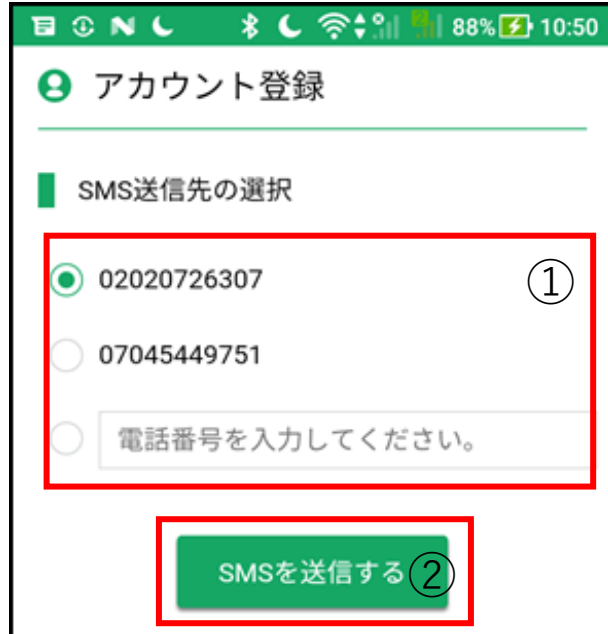 88% 10:50
アカウント登録
SMS送信先の選択
02020726307
①
07045449751
電話番号を入力してください。
SMSを送信する
②